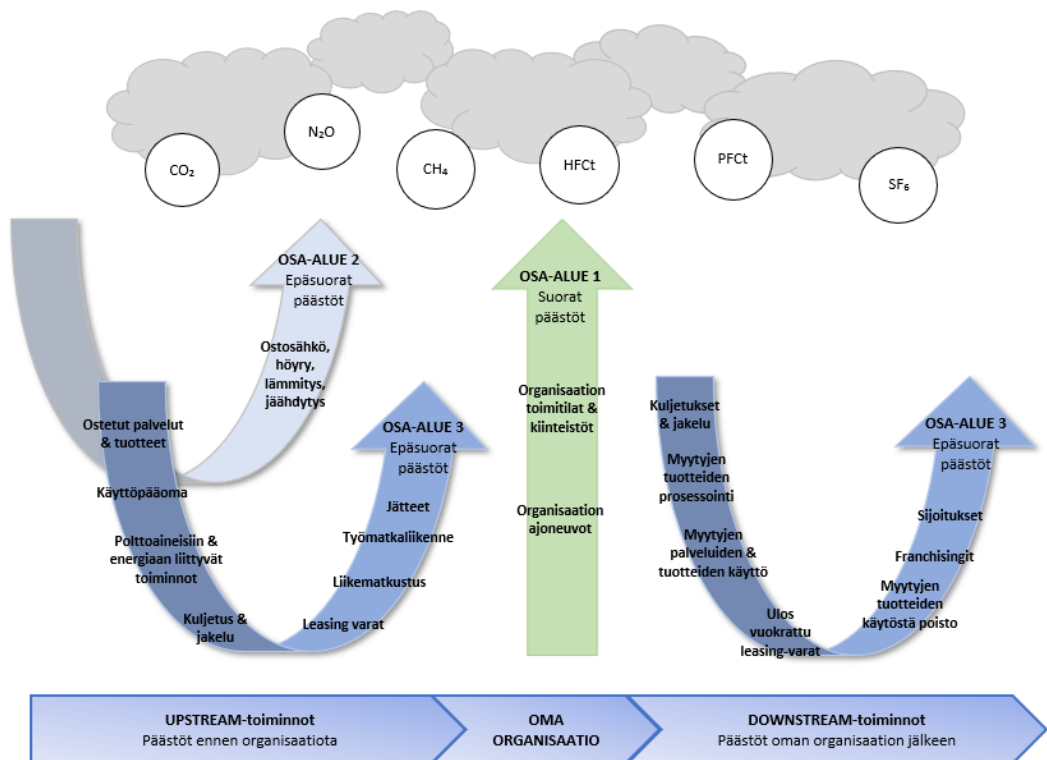 CO₂
N₂O
CH₄
HFCt
PFCt
SF₆
OSA-ALUE 2
Epäsuorat
päästöt
Ostosähkö,
höyry,
lämmitys,
jäähdytys
Ostetut palvelut
& tuotteet
Käyttöpääoma
Polttoaineisiin &
energiaan liittyvät
toiminnot
Kuljetus &
jakelu
OSA-ALUE 3
Epäsuorat
päästöt
Jätteet
Työmatkaliikenne
Liikematkustus
Leasing varat
OSA-ALUE 1
Suorat
päästöt
Organisaation
toimitilat &
kiinteistöt
Organisaation
ajoneuvot
Kuljetukset
& jakelu
Myytyjen
tuotteiden
prosessointi
Myytyjen
palveluiden &
tuotteiden käyttö
Ulos
vuokrattu
leasing-varat
OSA-ALUE 3
Epäsuorat
päästöt
Sijoitukset
Franchisingit
Myytyjen
tuotteiden
käytöstä poisto
UPSTREAM-toiminnot
Päästöt ennen organisaatiota
OMA
ORGANISAATIO
DOWNSTREAM-toiminnot
Päästöt oman organisaation jälkeen